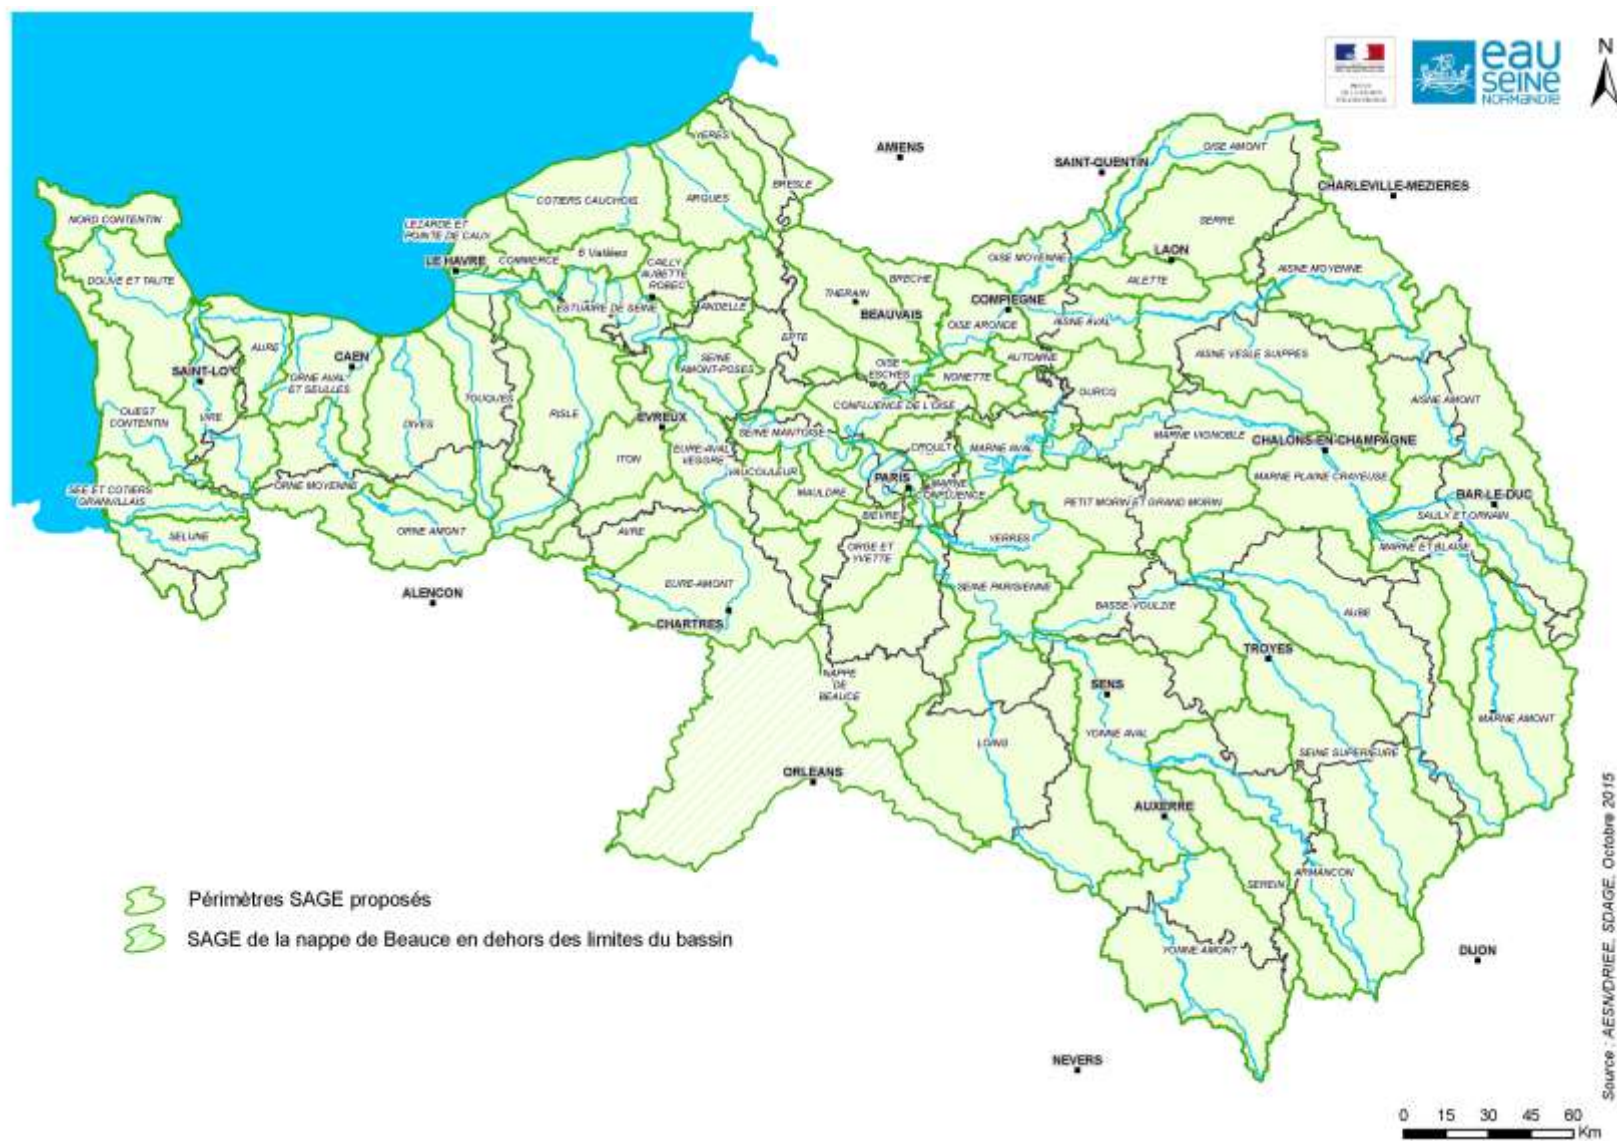 eau
SEINE
NORMANDIE
N
AMIENS
SAINT-QUENTIN
CHARLEVILLE-MEZIERES
OISE AMONT
YERES
BRESLE
COTIERS CAUCHOIS
ARQUES
SERRE
NORD CONTENTIN
LEZARDE ET
POINTE DE CAUX
LE HAVRE
COMMERCE
6 Vallées
CAILLY
AUBETTE
ROBEC
OISE MOYENNE
LAON
AILETTE
AISNE MOYENNE
DOUVE ET TAUTE
ESTUAIRE DE SEINE
ANDELLE
THERAIN
BRECHE
BEAUVAIS
COMPIEGNE
OISE ARONDE
AISNE AVAL
EPTE
AURE
CAEN
SAINT-LO
ORNE AVAL
ET SEULLES
SEINE
AMONT-POSES
OISE
ESCHES
AUTOMNE
NONETTE
AISNE VESLE SUIPPES
OURCQ
AISNE AMONT
OUEST
CONTENTIN
VIRE
DIVES
TOUQUES
RISLE
EVREUX
CONFLUENCE DE L'OISE
SEINE MANTOISE
CROULT
MARNE AVAL
MARNE VIGNOBLE
CHALONS-EN-CHAMPAGNE
ITON
EURE-AVAL
VESGRE
VAUCOULEUR
MAULDRE
PARIS
MARNE
CONFLUENCE
MARNE PLAINE CRAYEUSE
PETIT MORIN ET GRAND MORIN
BAR-LE-DUC
SAULX ET ORNAIN
SEE ET COTIERS
GRANVILLAIS
ORNE MOYENNE
BIEVRE
SELUNE
ORNE AMONT
AVRE
ORGE ET
YVETTE
YERRES
MARNE ET BLAISE
EURE-AMONT
SEINE PARISIENNE
BASSE-VOULZIE
AUBE
ALENCON
CHARTRES
TROYES
NAPPE
DE
BEAUCE
SENS
MARNE AMONT
LOING
YONNE AVAL
SEINE SUPERIEURE
ORLEANS
AUXERRE
SEREIN
ARMANCON
YONNE-AMONT
DIJON
NEVERS
Périmètres SAGE proposés
SAGE de la nappe de Beauce en dehors des limites du bassin
Source : AESN/DRIEE, SDAGE, Octobre 2015
0 15 30 45 60
Km